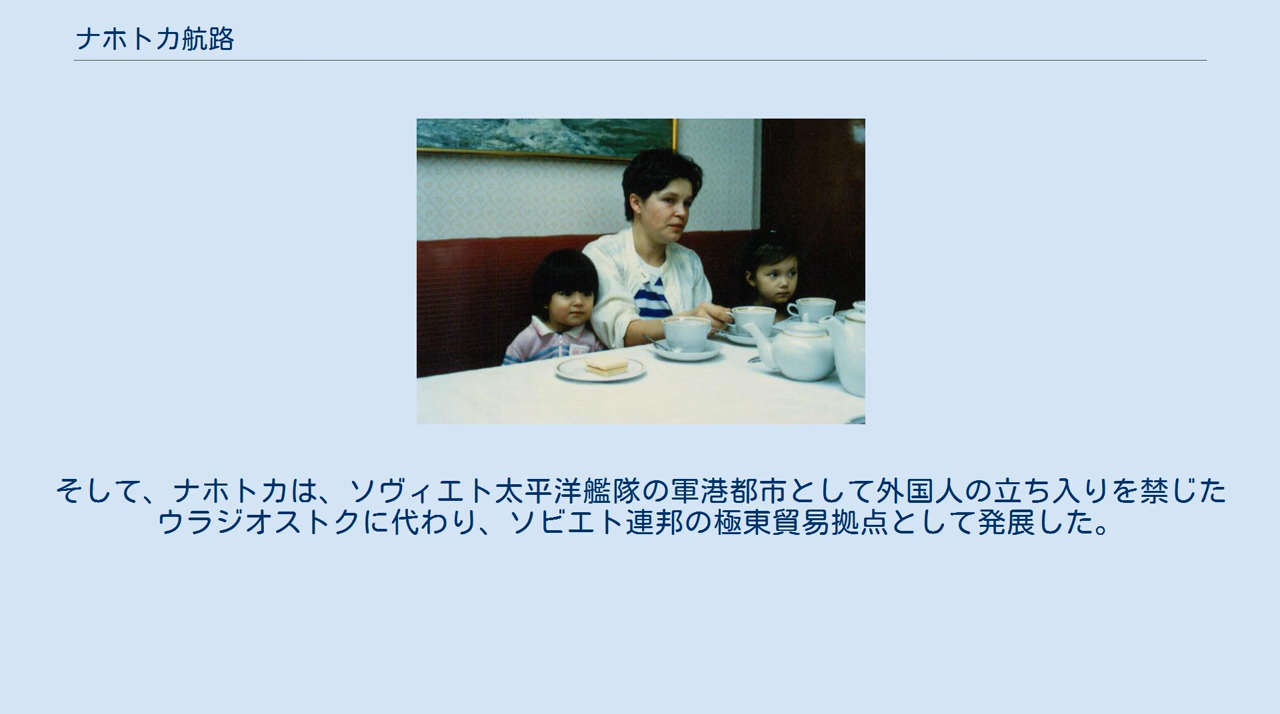 ナホトカ航路
そして、ナホトカは、ソヴィエト太平洋艦隊の軍港都市として外国人の立ち入りを禁じた
ウラジオストクに代わり、ソビエト連邦の極東貿易拠点として発展した。